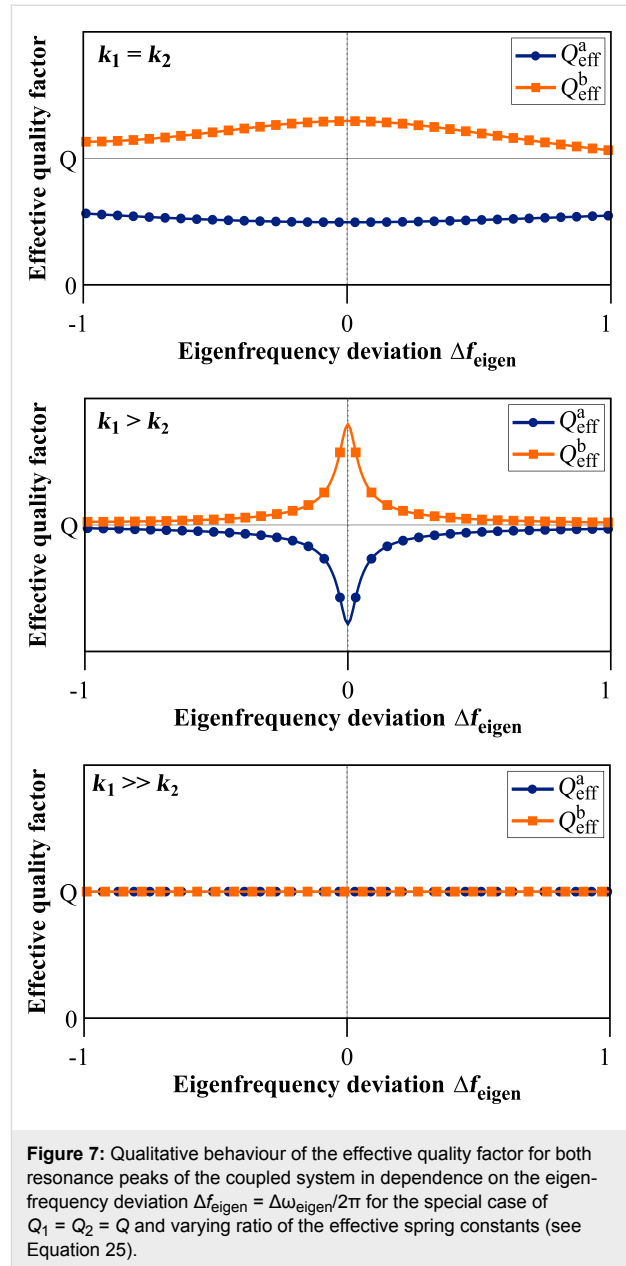 k₁ = k₂
Q^a_eff
Q^b_eff
Effective quality factor
Q
0
-1
0
1
Eigenfrequency deviation Δf_eigen
k₁ > k₂
Q^a_eff
Q^b_eff
Effective quality factor
Q
-1
0
1
Eigenfrequency deviation Δf_eigen
k₁ >> k₂
Q^a_eff
Q^b_eff
Effective quality factor
Q
0
-1
0
1
Eigenfrequency deviation Δf_eigen
Figure 7: Qualitative behaviour of the effective quality factor for both
resonance peaks of the coupled system in dependence on the eigen-
frequency deviation Δf_eigen = Δω_eigen/2π for the special case of
Q₁ = Q₂ = Q and varying ratio of the effective spring constants (see
Equation 25).